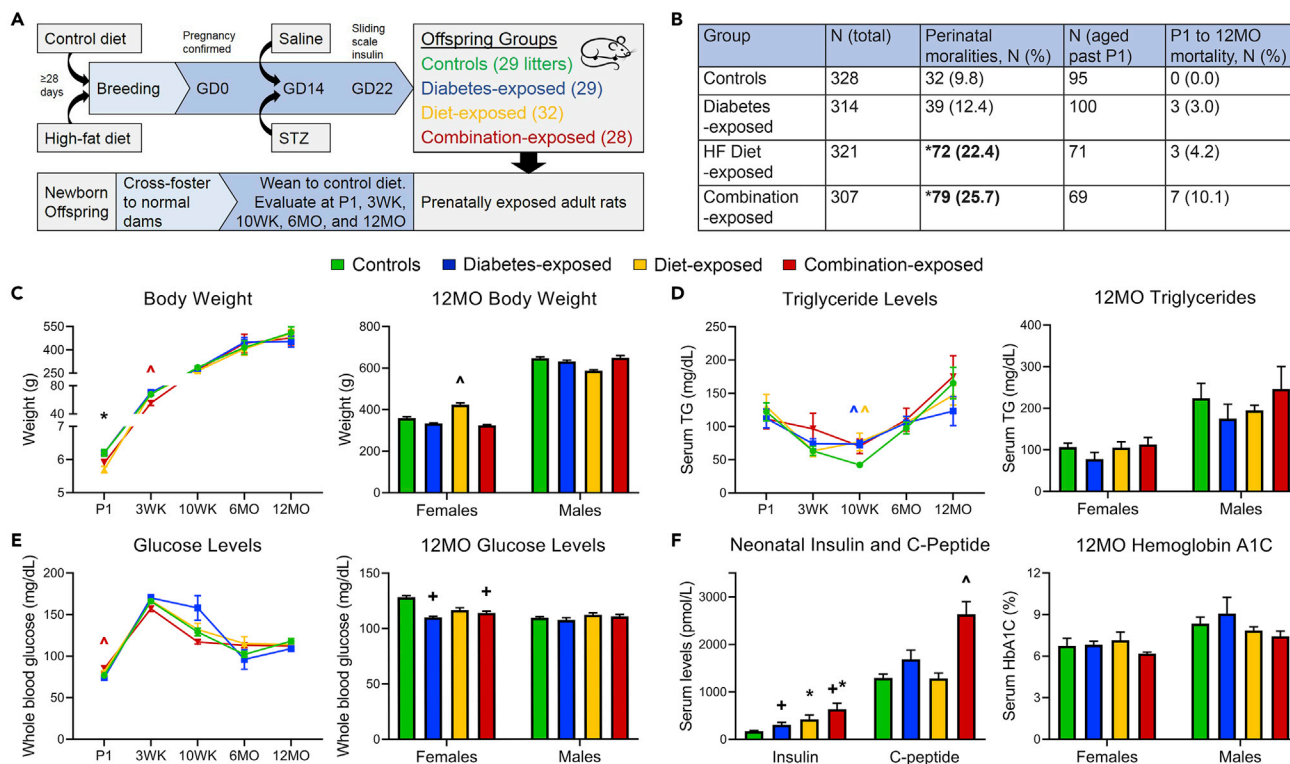 A
Control diet
≥28
days
High-fat diet
Breeding
Pregnancy
confirmed
GD0
Saline
GD14
STZ
Sliding
scale
insulin
GD22
Offspring Groups
Controls (29 litters)
Diabetes-exposed (29)
Diet-exposed (32)
Combination-exposed (28)
Newborn
Offspring
Cross-foster
to normal
dams
Wean to control diet.
Evaluate at P1, 3WK,
10WK, 6MO, and 12MO
Prenatally exposed adult rats
B
Group N (total) Perinatal moralities, N (%) N (aged past P1) P1 to 12MO mortality, N (%)
Controls 328 32 (9.8) 95 0 (0.0)
Diabetes -exposed 314 39 (12.4) 100 3 (3.0)
HF Diet -exposed 321 *72 (22.4) 71 3 (4.2)
Combination -exposed 307 *79 (25.7) 69 7 (10.1)
Controls Diabetes-exposed Diet-exposed Combination-exposed
C
Body Weight
Weight (g)
550
400
250
80
40
7
6
5
*
^
P1 3WK 10WK 6MO 12MO
12MO Body Weight
Weight (g)
800
600
400
200
0
^
Females Males
D
Triglyceride Levels
Serum TG (mg/dL)
250
200
150
100
50
0
^ ^
P1 3WK 10WK 6MO 12MO
12MO Triglycerides
Serum TG (mg/dL)
400
300
200
100
0
Females Males
E
Glucose Levels
Whole blood glucose (mg/dL)
200
150
100
50
0
^
P1 3WK 10WK 6MO 12MO
12MO Glucose Levels
Whole blood glucose (mg/dL)
150
100
50
0
+ +
Females Males
F
Neonatal Insulin and C-Peptide
Serum levels (pmol/L)
3000
2000
1000
0
+ * +* ^
Insulin C-peptide
12MO Hemoglobin A1C
Serum HbA1C (%)
12
9
6
3
0
Females Males